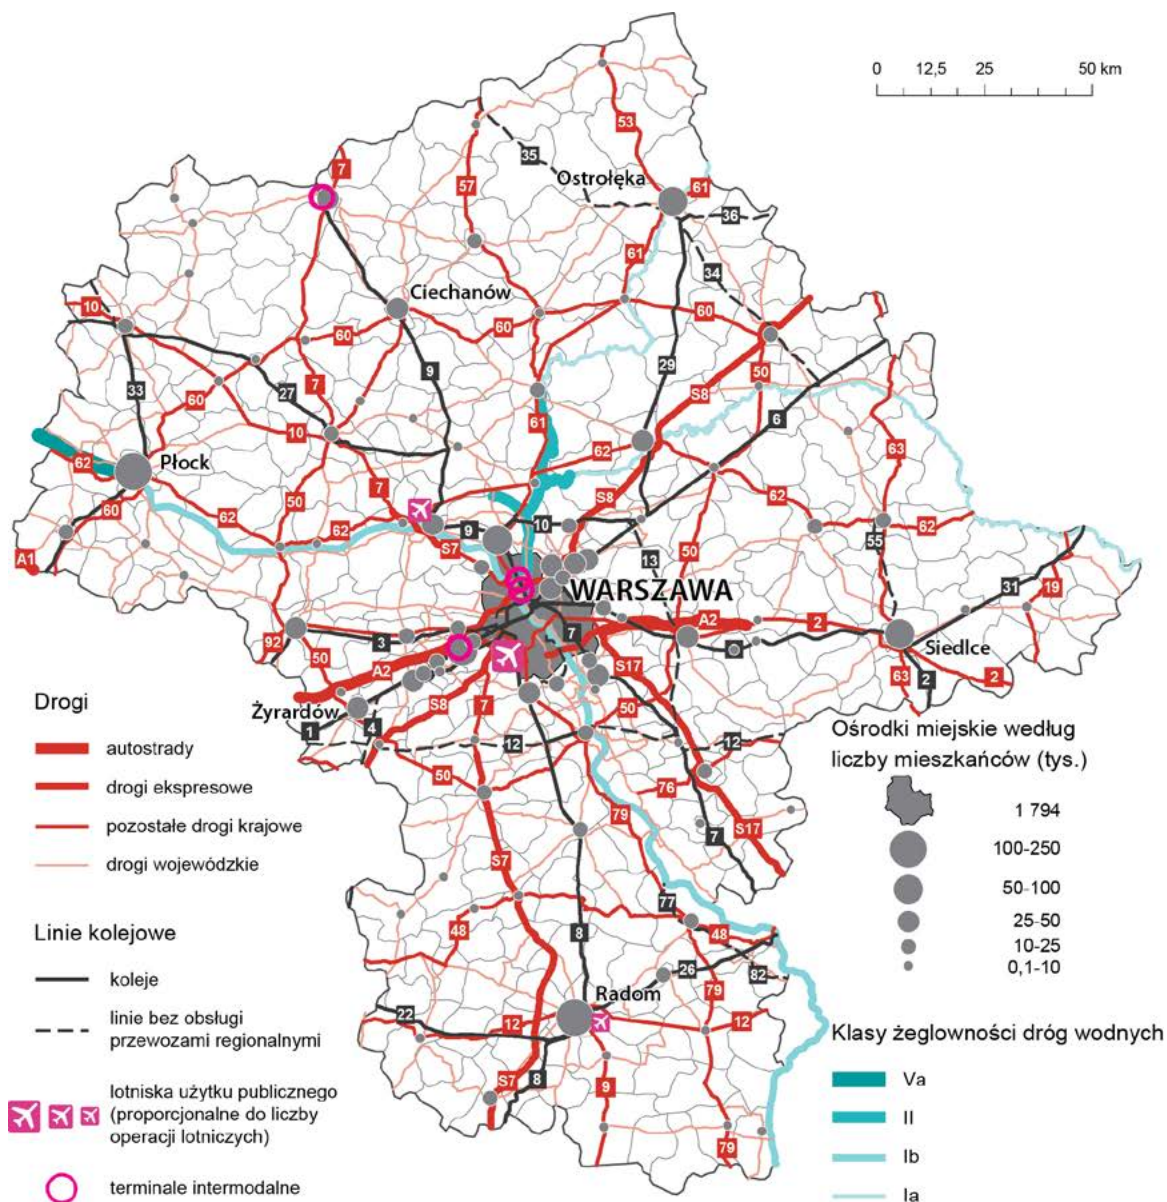 0 12,5 25 50 km
53
7
35
57
Ostrołęka
61
36
61
34
Ciechanów
10
60
60
60
9
29
33
7
50
27
S8
60
61
6
10
62
63
Płock
62
7
50
S8
62
60
62
62
9
10
62
55
A1
S7
50
13
31
19
WARSZAWA
92
3
7
A2
2
Siedlce
50
A2
S17
63
2
2
S8
7
50
Żyrardów
1
4
12
12
50
76
79
7
S17
S7
77
48
8
48
26
82
79
Radom
22
12
12
S7
8
9
79
Drogi
autostrady
drogi ekspresowe
pozostałe drogi krajowe
drogi wojewódzkie
Linie kolejowe
koleje
linie bez obsługi
przewozami regionalnymi
lotniska użytku publicznego
(proporcjonalne do liczby
operacji lotniczych)
terminale intermodalne
Ośrodki miejskie według
liczby mieszkańców (tys.)
1 794
100-250
50-100
25-50
10-25
0,1-10
Klasy żeglowności dróg wodnych
Va
II
Ib
Ia